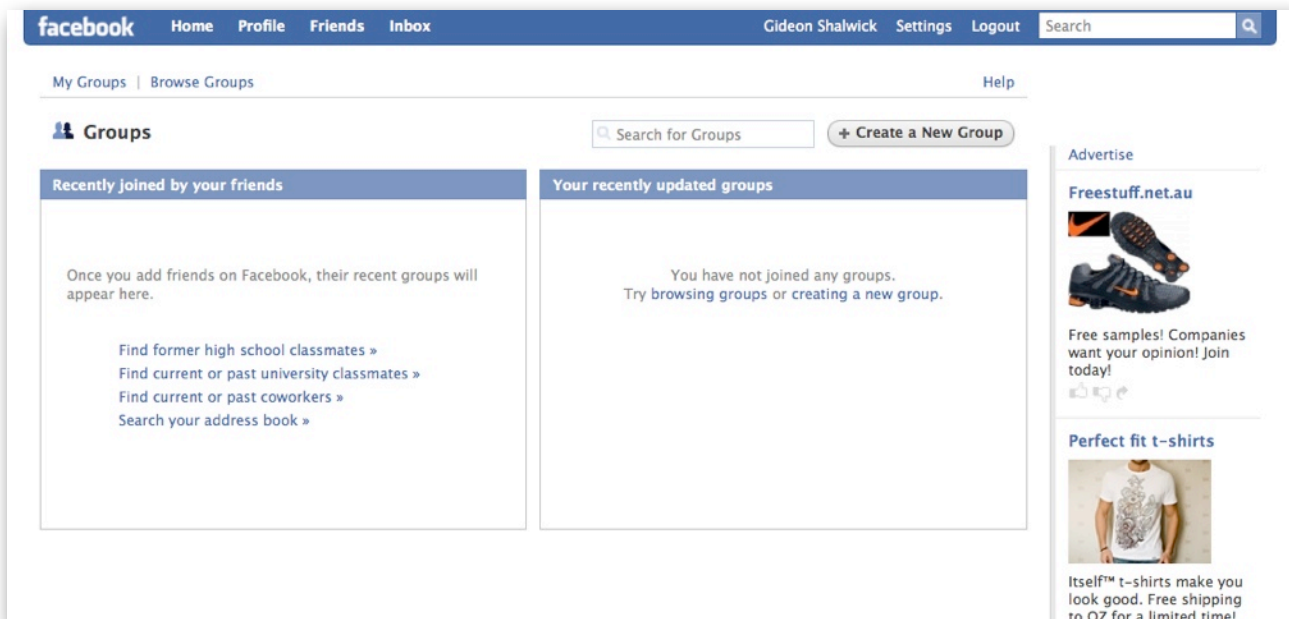 facebook Home Profile Friends Inbox Gideon Shalwick Settings Logout Search
My Groups | Browse Groups Help
Groups Search for Groups + Create a New Group
Recently joined by your friends
Once you add friends on Facebook, their recent groups will
appear here.
Find former high school classmates »
Find current or past university classmates »
Find current or past coworkers »
Search your address book »
Your recently updated groups
You have not joined any groups.
Try browsing groups or creating a new group.
Advertise
Freestuff.net.au
Free samples! Companies
want your opinion! Join
today!
Perfect fit t-shirts
Itself™ t-shirts make you
look good. Free shipping
to OZ for a limited time!